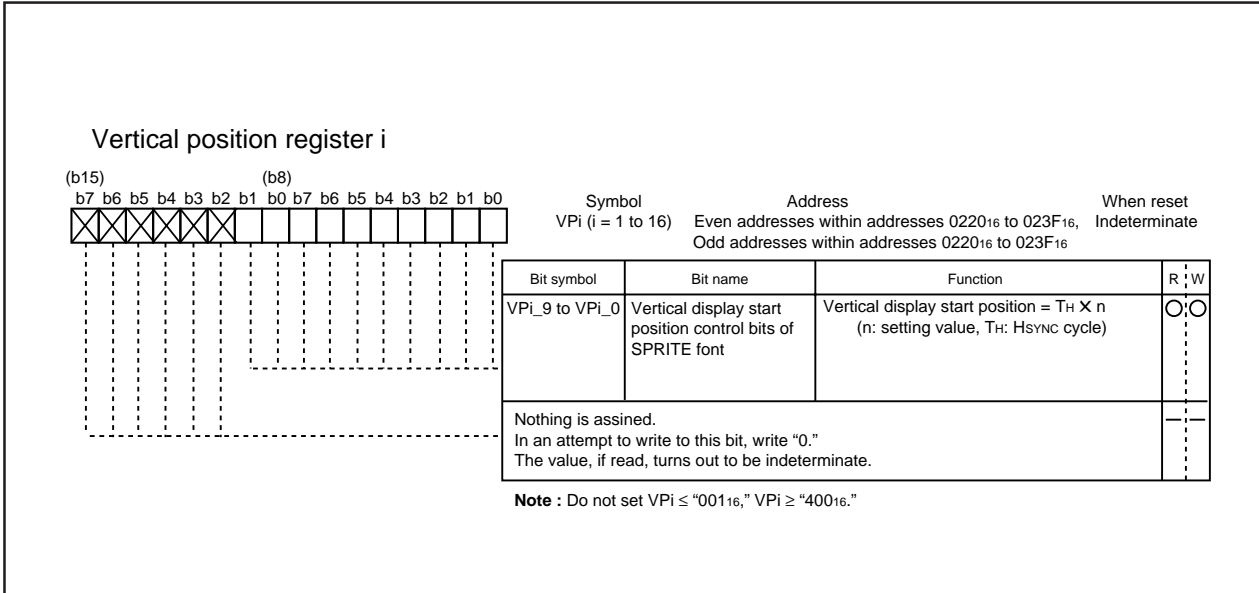 Vertical position register i
(b15) (b8)
b7 b6 b5 b4 b3 b2 b1 b0 b7 b6 b5 b4 b3 b2 b1 b0
Symbol Address When reset
VPi (i = 1 to 16) Even addresses within addresses 022016 to 023F16, Indeterminate
Odd addresses within addresses 022016 to 023F16
Bit symbol Bit name Function R W
VPi_9 to VPi_0 Vertical display start Vertical display start position = TH X n
position control bits of (n: setting value, TH: HSYNC cycle)
SPRITE font
Nothing is assined.
In an attempt to write to this bit, write “0.”
The value, if read, turns out to be indeterminate.
Note : Do not set VPi ≤ “00116,” VPi ≥ “40016.”